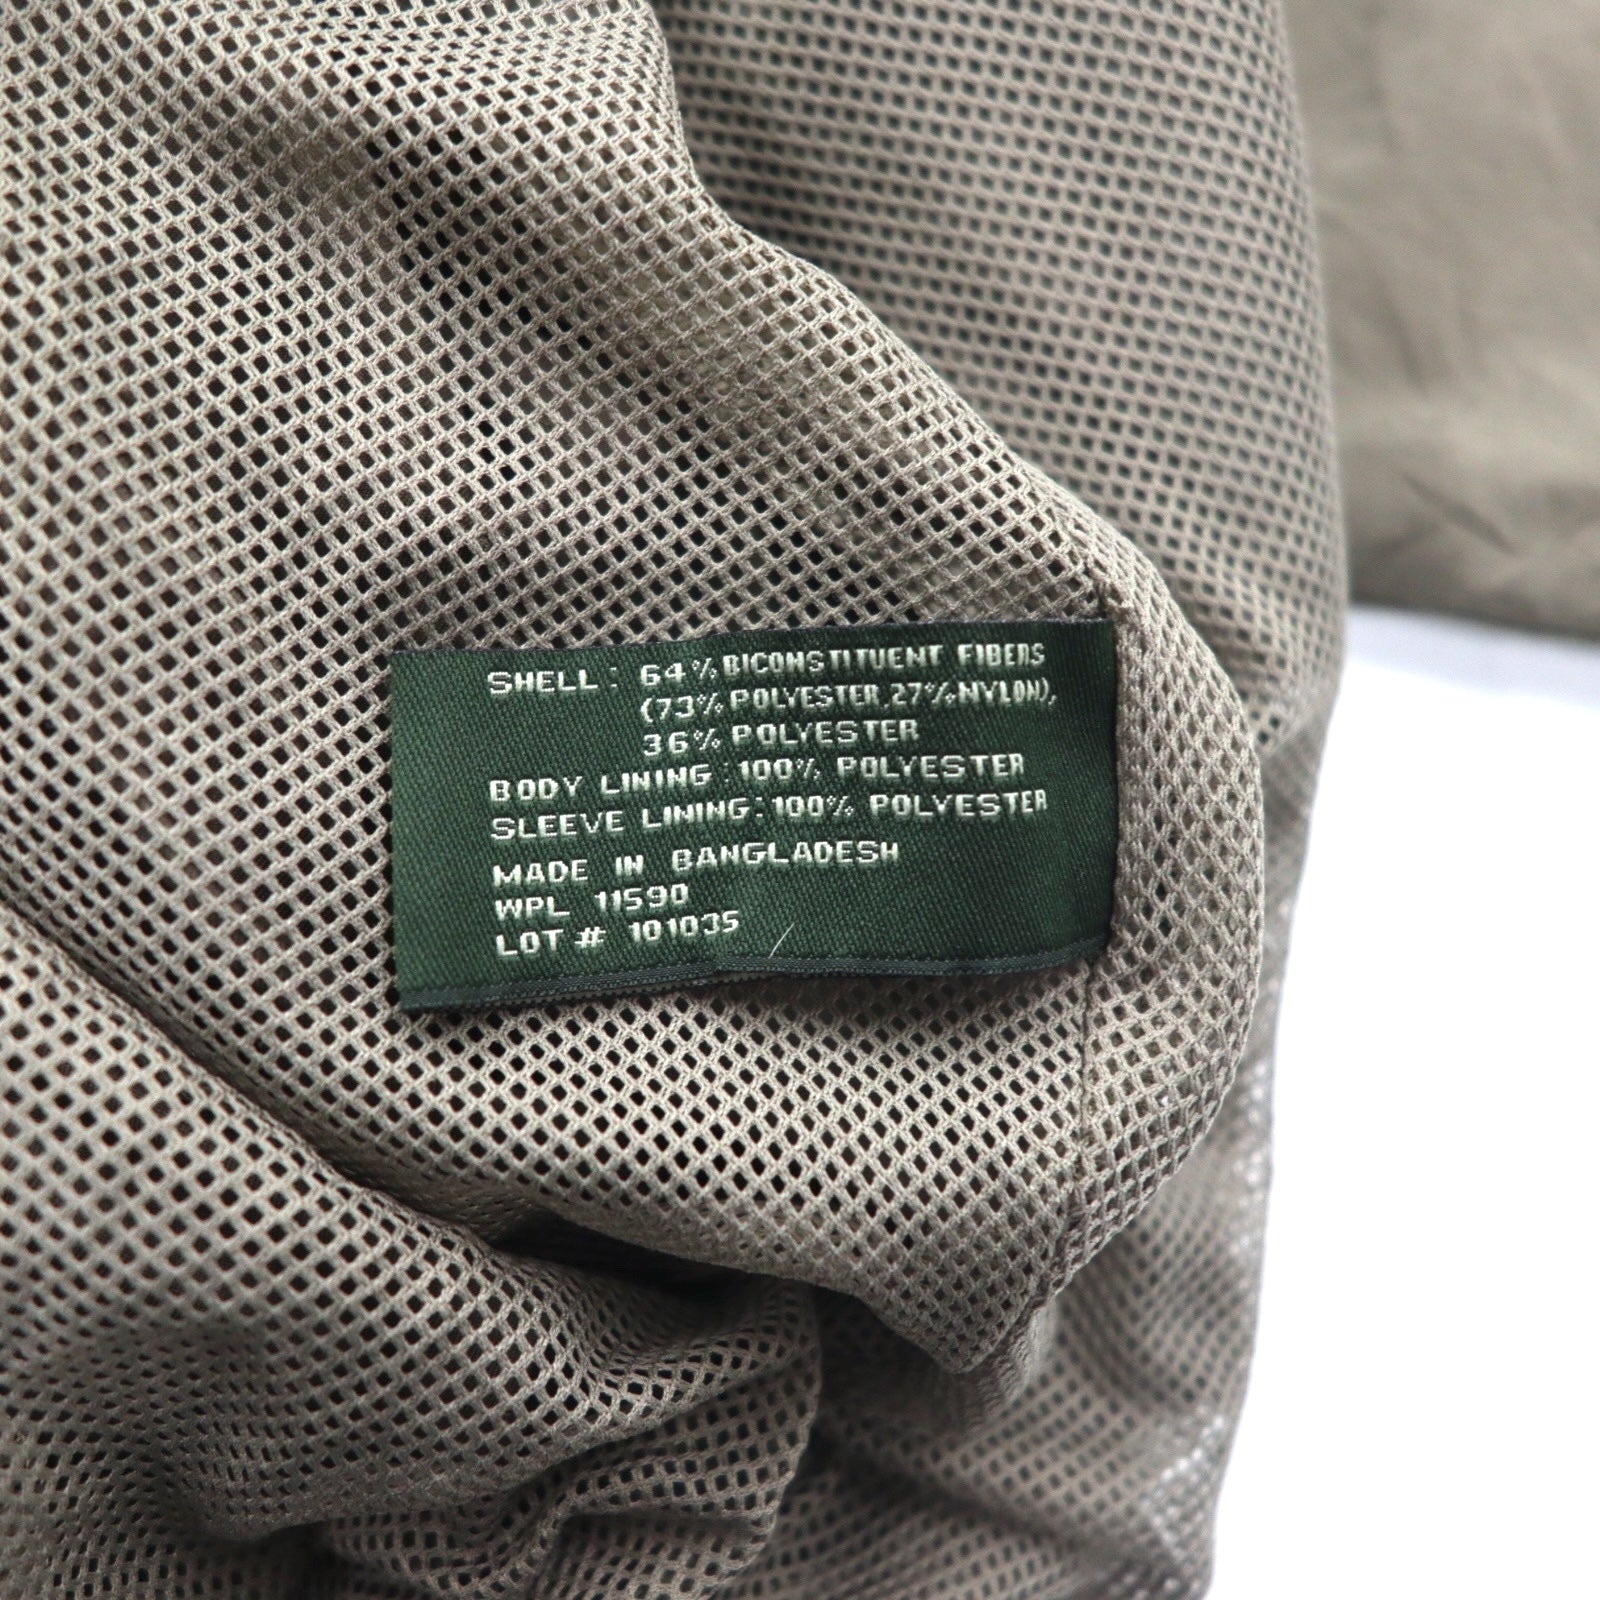 SHELL: 64% BICONSTITUENT FIBERS
(73% POLYESTER, 27% NYLON),
36% POLYESTER
BODY LINING: 100% POLYESTER
SLEEVE LINING: 100% POLYESTER
MADE IN BANGLADESH
WPL 11590
LOT # 101035